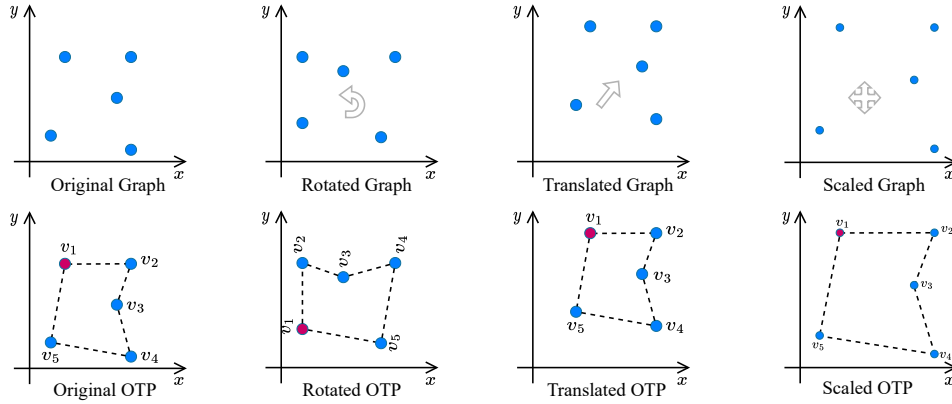 y
x
Original Graph
y
x
Rotated Graph
y
x
Translated Graph
y
x
Scaled Graph
y
v₁
v₂
v₃
v₅
v₄
x
Original OTP
y
v₂
v₃
v₄
v₁
v₅
x
Rotated OTP
y
v₁
v₂
v₃
v₅
v₄
x
Translated OTP
y
v₁
v₂
v₃
v₅
v₄
x
Scaled OTP